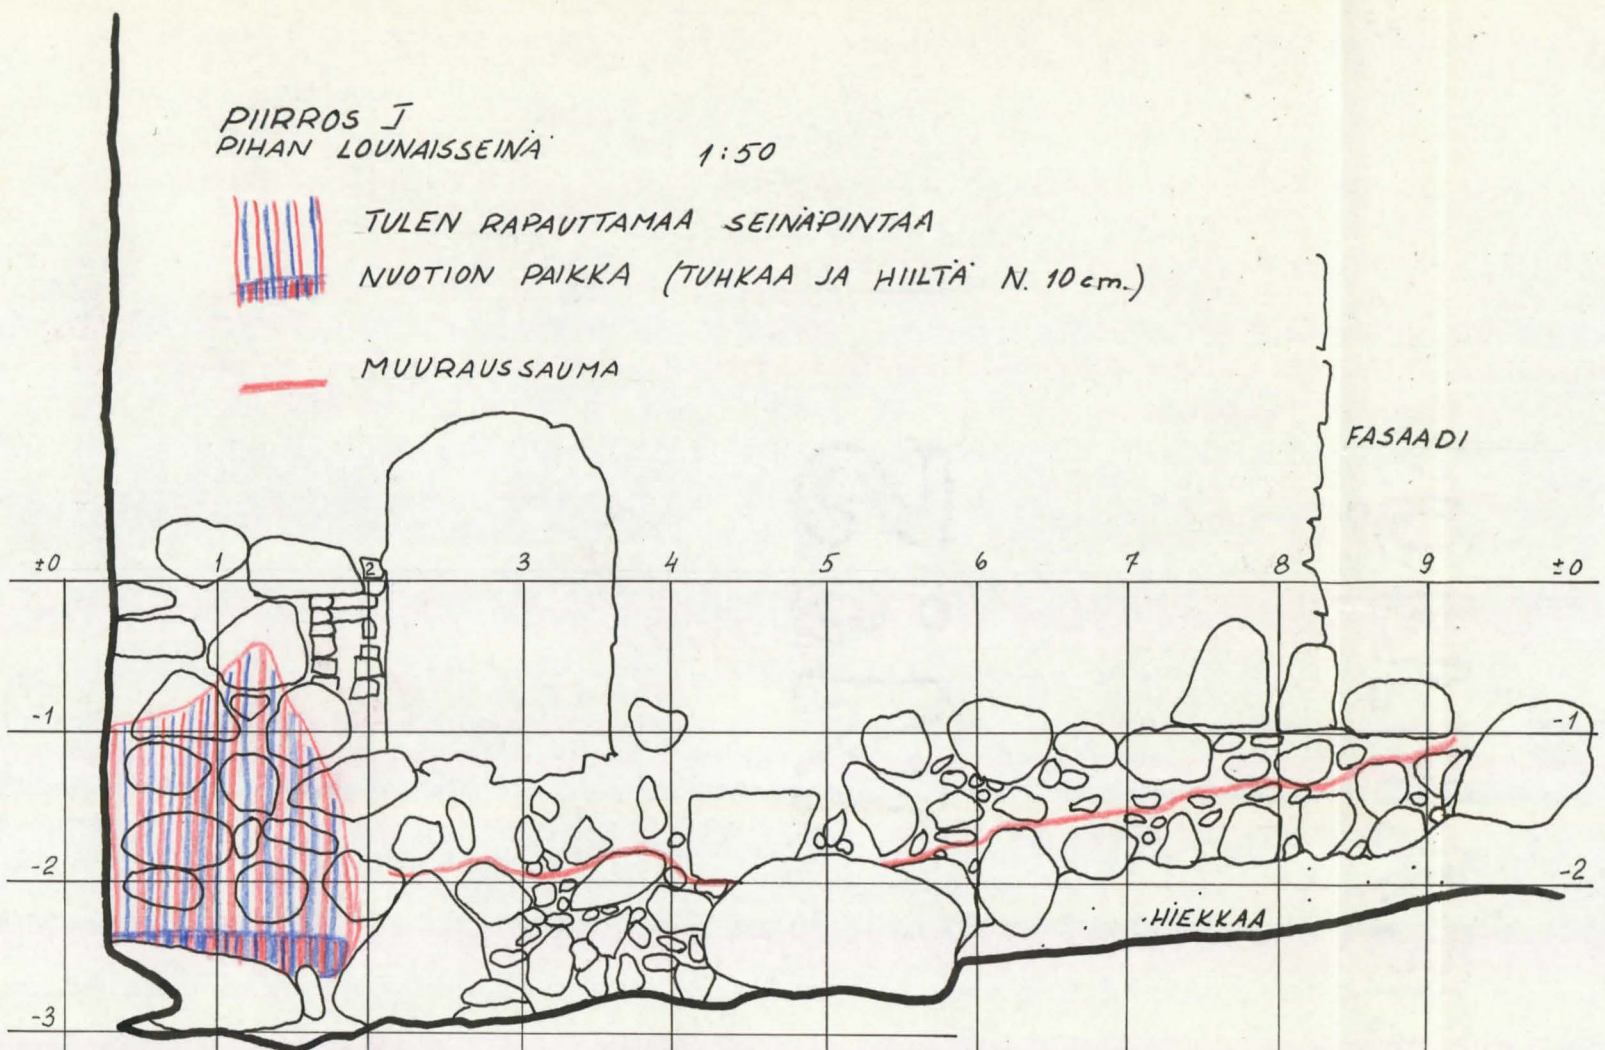 PIIRROS I
PIHAN LOUNAISSEINÄ 1:50
TULEN RAPAUTTAMAA SEINÄPINTAA
NUOTION PAIKKA (TUHKAA JA HIILTÄ N. 10 cm.)
MUURAUSSAUMA
FASAADI
±0 1 2 3 4 5 6 7 8 9 ±0
-1 -1
-2 -2
HIEKKAA
-3